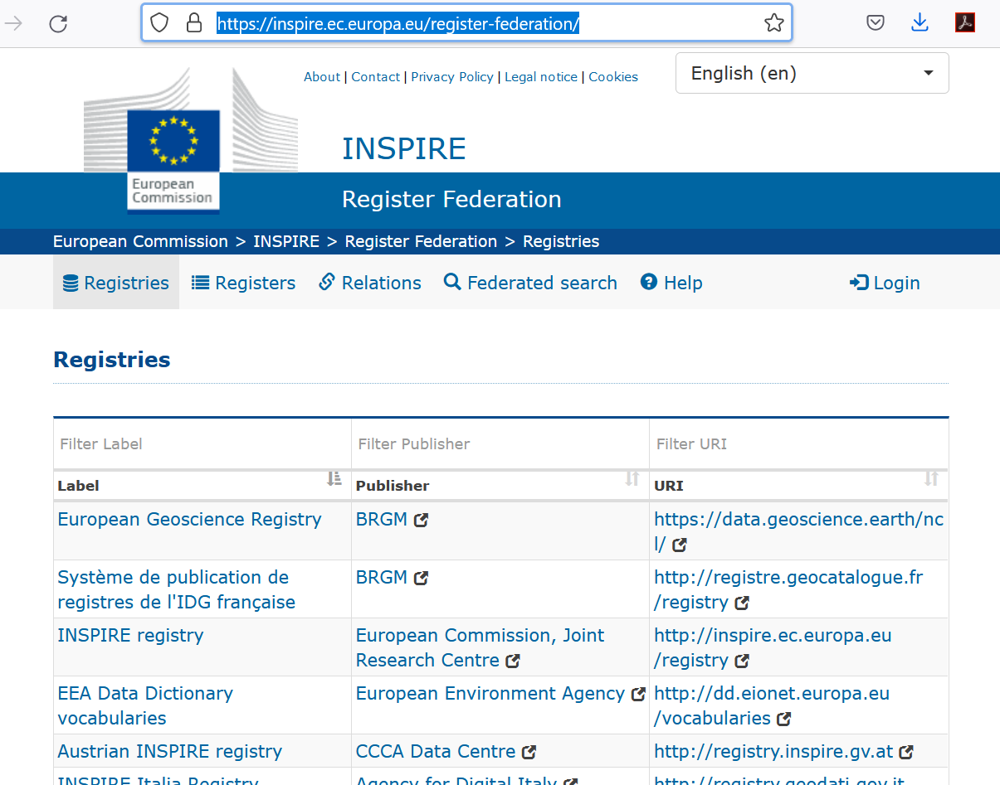 https://inspire.ec.europa.eu/register-federation/
About | Contact | Privacy Policy | Legal notice | Cookies
English (en)
INSPIRE
European
Commission
Register Federation
European Commission > INSPIRE > Register Federation > Registries
Registries Registers Relations Federated search Help Login
Registries
Filter Label Filter Publisher Filter URI
Label Publisher URI
European Geoscience Registry BRGM https://data.geoscience.earth/nc
l/
Système de publication de BRGM http://registre.geocatalogue.fr
registres de l'IDG française /registry
INSPIRE registry European Commission, Joint http://inspire.ec.europa.eu
Research Centre /registry
EEA Data Dictionary European Environment Agency http://dd.eionet.europa.eu
vocabularies /vocabularies
Austrian INSPIRE registry CCCA Data Centre http://registry.inspire.gv.at
INSPIRE Italia Registry Agency for Digital Italy http://registry.geodati.gov.it